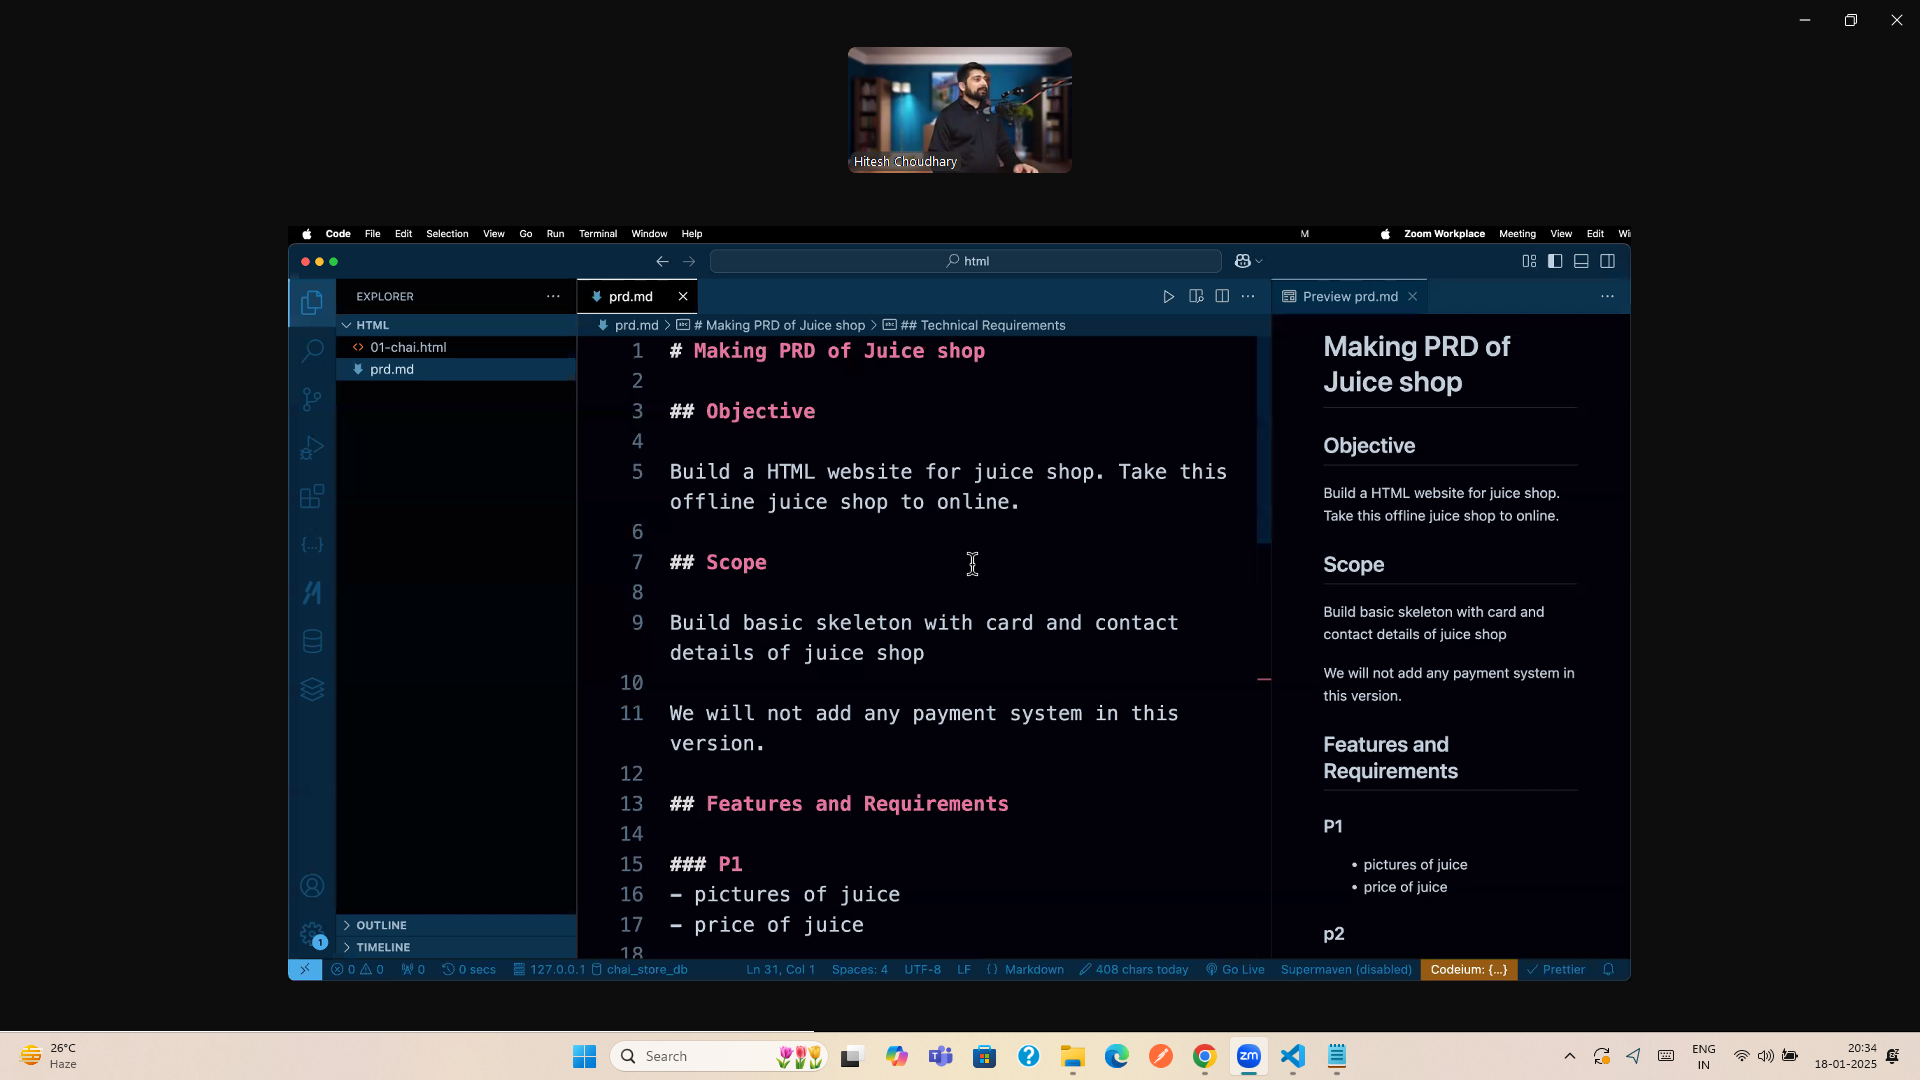 Hitesh Choudhary
Code File Edit Selection View Go Run Terminal Window Help M Zoom Workplace Meeting View Edit Wi
html
EXPLORER
prd.md
Preview prd.md
HTML
prd.md > # Making PRD of Juice shop > ## Technical Requirements
01-chai.html
prd.md
1 # Making PRD of Juice shop
2
3 ## Objective
4
5 Build a HTML website for juice shop. Take this
offline juice shop to online.
6
7 ## Scope
8
9 Build basic skeleton with card and contact
details of juice shop
10
11 We will not add any payment system in this
version.
12
13 ## Features and Requirements
14
15 ### P1
16 - pictures of juice
17 - price of juice
18
Making PRD of
Juice shop
Objective
Build a HTML website for juice shop.
Take this offline juice shop to online.
Scope
Build basic skeleton with card and
contact details of juice shop
We will not add any payment system in
this version.
Features and
Requirements
P1
• pictures of juice
• price of juice
p2
OUTLINE
TIMELINE
1
0 0 0 0 secs 127.0.0.1 chai_store_db Ln 31, Col 1 Spaces: 4 UTF-8 LF {} Markdown 408 chars today Go Live Supermaven (disabled) Codeium: {...} Prettier
26°C
Haze
Search
zm
ENG
IN
20:34
18-01-2025